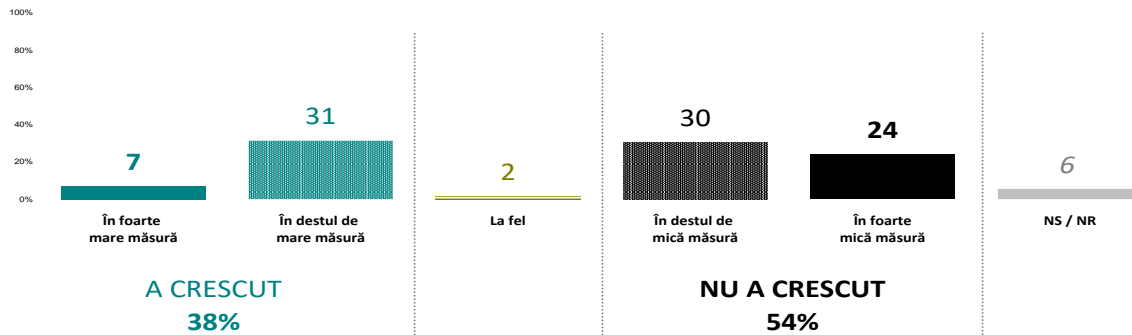 100%
80%
60%
40%
20%
0%
7
31
2
30
24
6
În foarte
mare măsură
În destul de
mare măsură
La fel
În destul de
mică măsură
În foarte
mică măsură
NS / NR
A CRESCUT
38%
NU A CRESCUT
54%